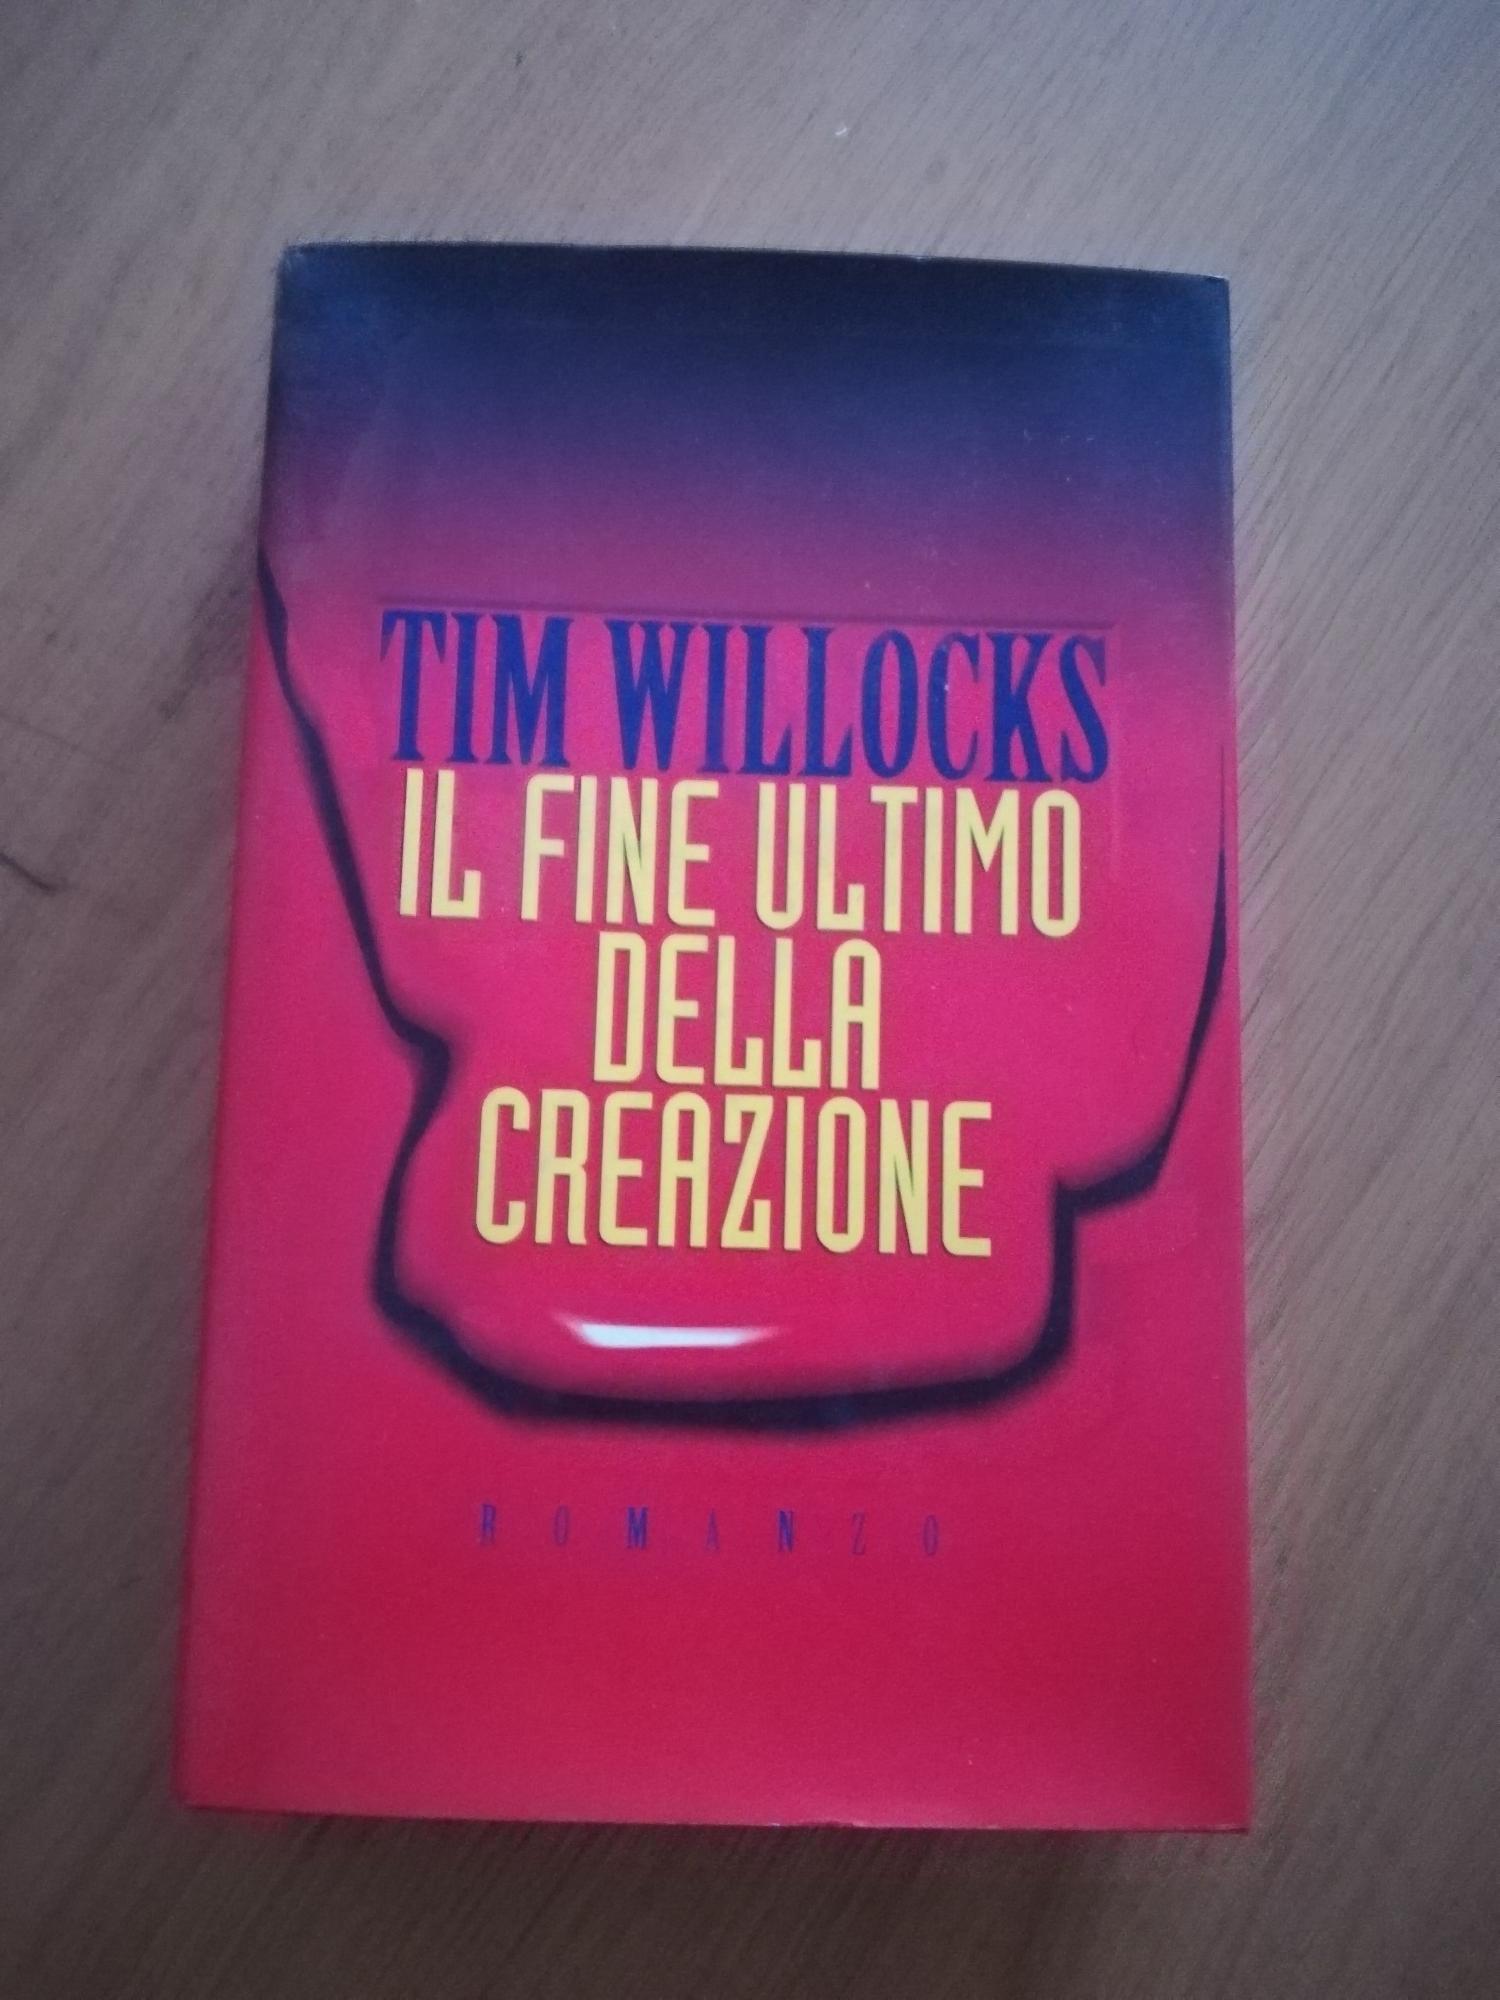 TIM WILLOCKS
IL FINE ULTIMO
DELLA
CREAZIONE
ROMANZO